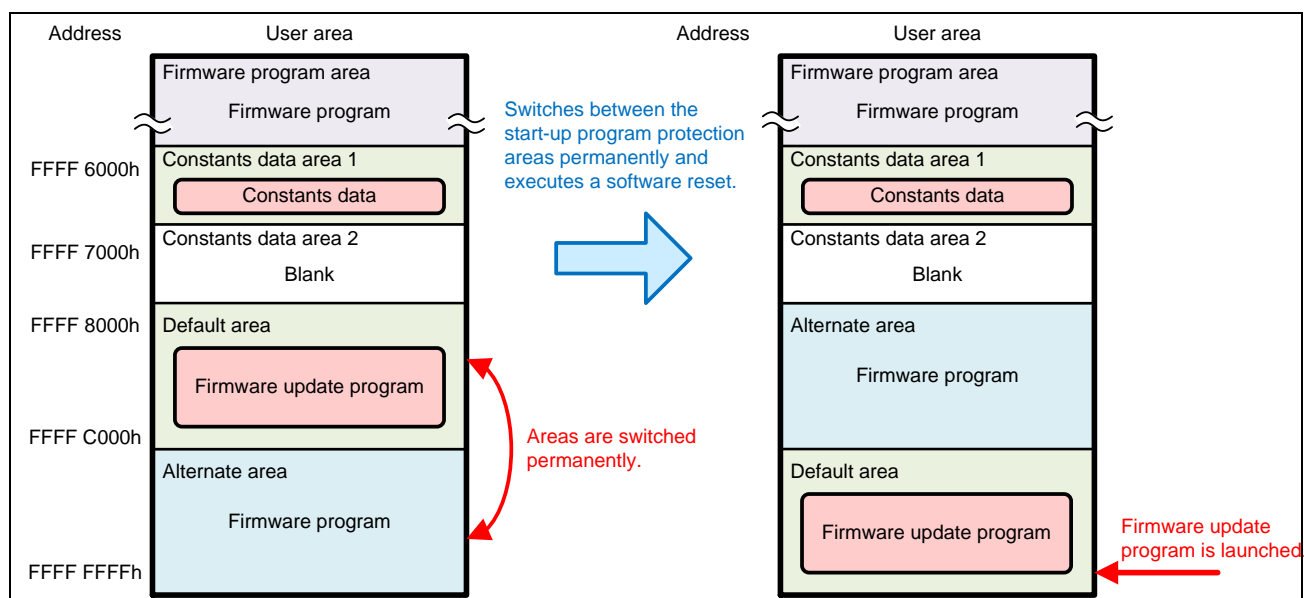 Address
User area
Firmware program area
Firmware program
FFFF 6000h
Constants data area 1
Constants data
FFFF 7000h
Constants data area 2
Blank
FFFF 8000h
Default area
Firmware update program
FFFF C000h
Alternate area
Firmware program
FFFF FFFFh
Switches between the
start-up program protection
areas permanently and
executes a software reset.
Areas are switched
permanently.
Address
User area
Firmware program area
Firmware program
Constants data area 1
Constants data
Constants data area 2
Blank
Alternate area
Firmware program
Default area
Firmware update program
Firmware update
program is launched.